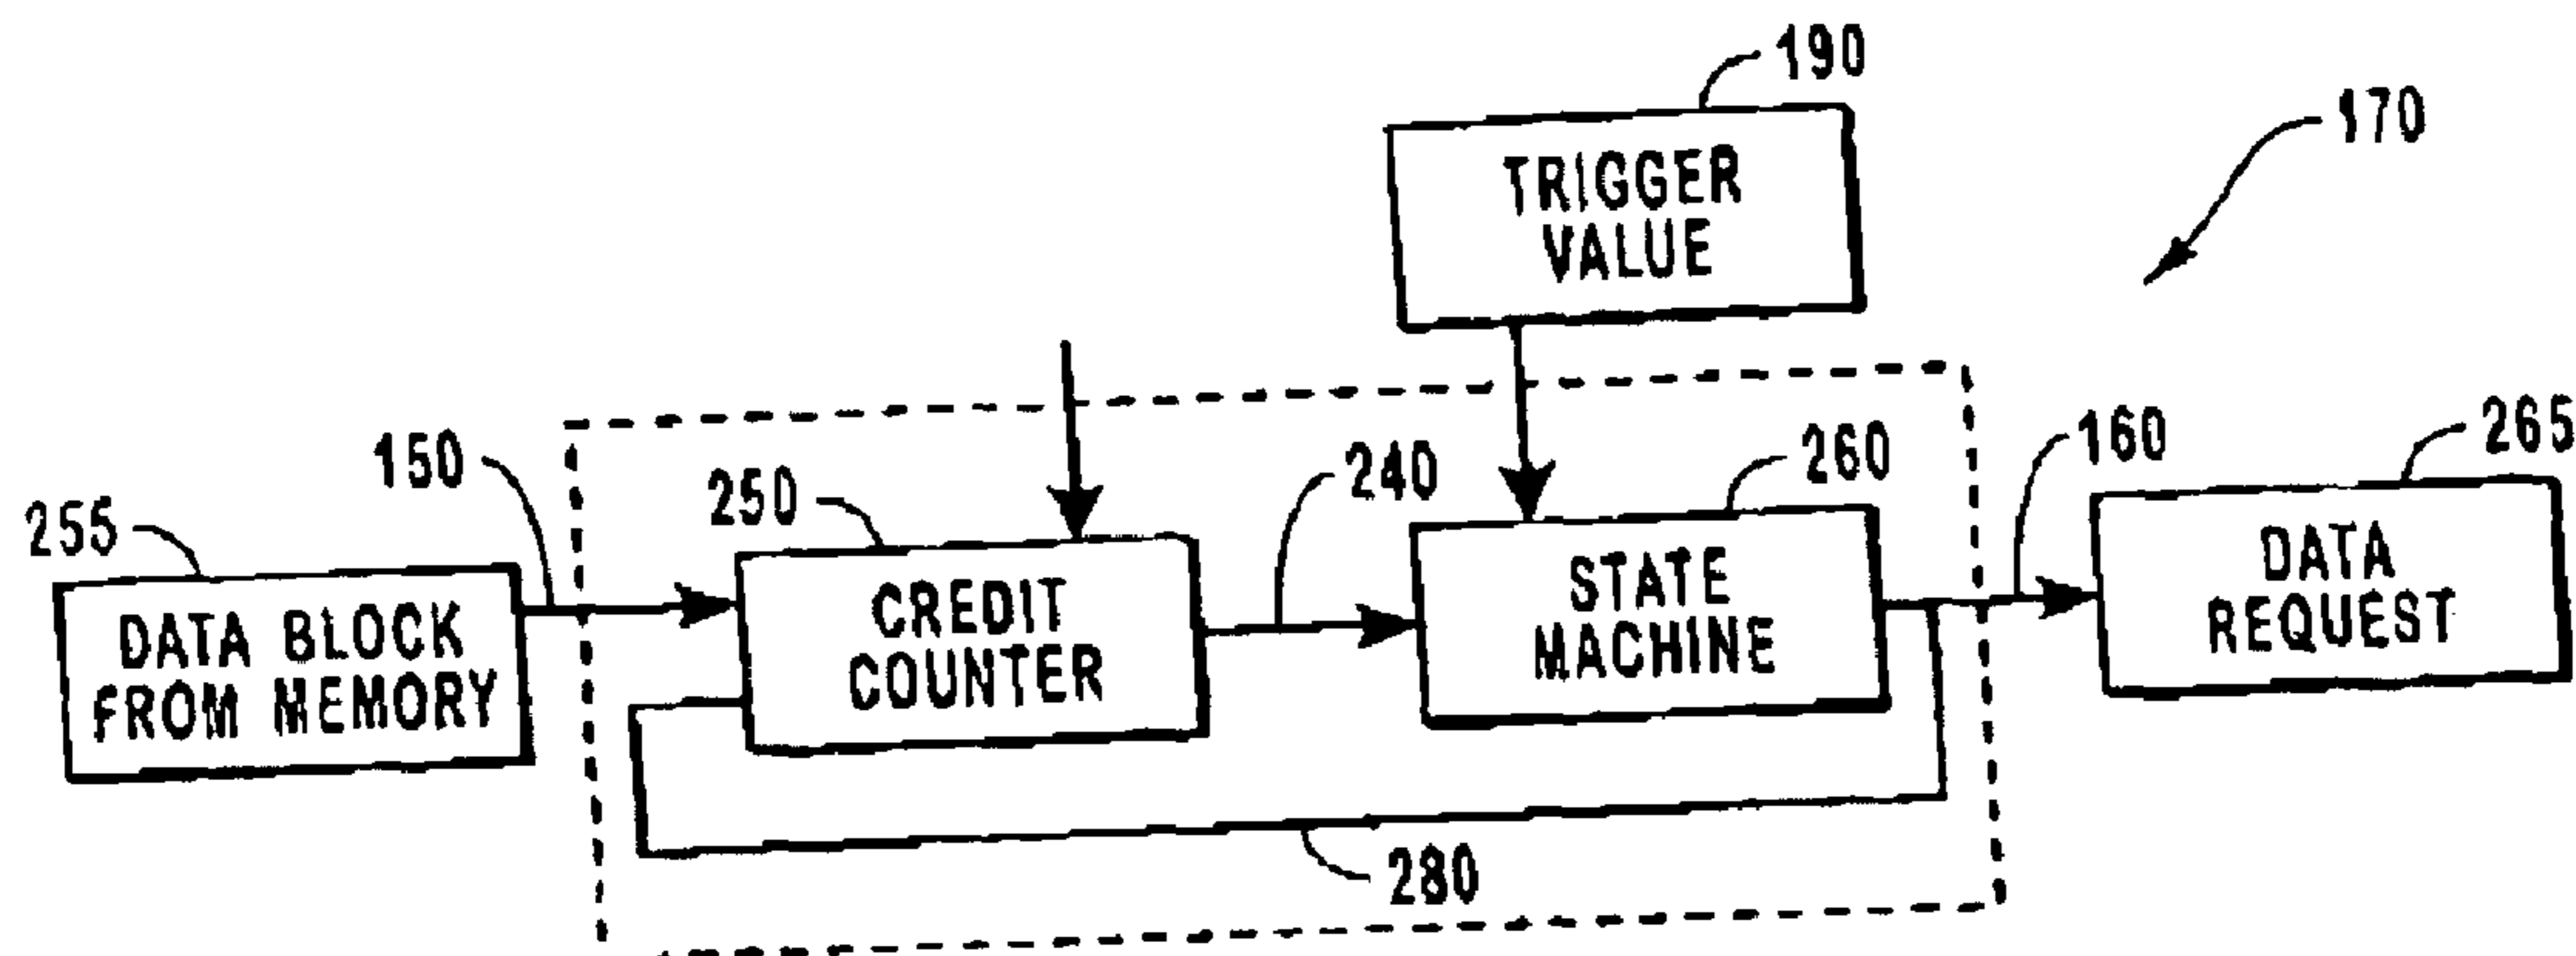 190
170
TRIGGER
VALUE
150
250
240
260
160
265
255
DATA BLOCK
FROM MEMORY
CREDIT
COUNTER
STATE
MACHINE
DATA
REQUEST
280